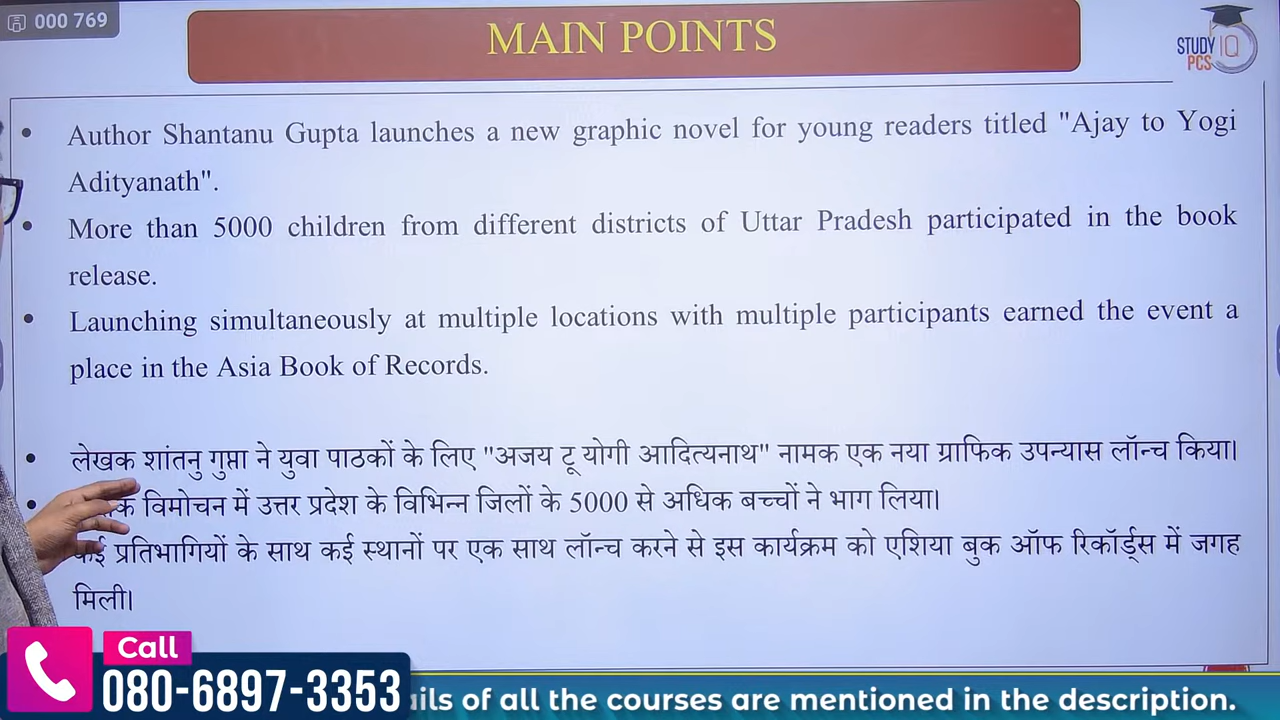 000 769
MAIN POINTS
STUDY IQ
PCS
• Author Shantanu Gupta launches a new graphic novel for young readers titled "Ajay to Yogi
Adityanath".
• More than 5000 children from different districts of Uttar Pradesh participated in the book
release.
• Launching simultaneously at multiple locations with multiple participants earned the event a
place in the Asia Book of Records.
• लेखक शांतनु गुप्ता ने युवा पाठकों के लिए "अजय टू योगी आदित्यनाथ" नामक एक नया ग्राफिक उपन्यास लॉन्च किया।
• विमोचन में उत्तर प्रदेश के विभिन्न जिलों के 5000 से अधिक बच्चों ने भाग लिया।
कई प्रतिभागियों के साथ कई स्थानों पर एक साथ लॉन्च करने से इस कार्यक्रम को एशिया बुक ऑफ रिकॉर्ड्स में जगह
मिली।
Call
080-6897-3353
ails of all the courses are mentioned in the description.